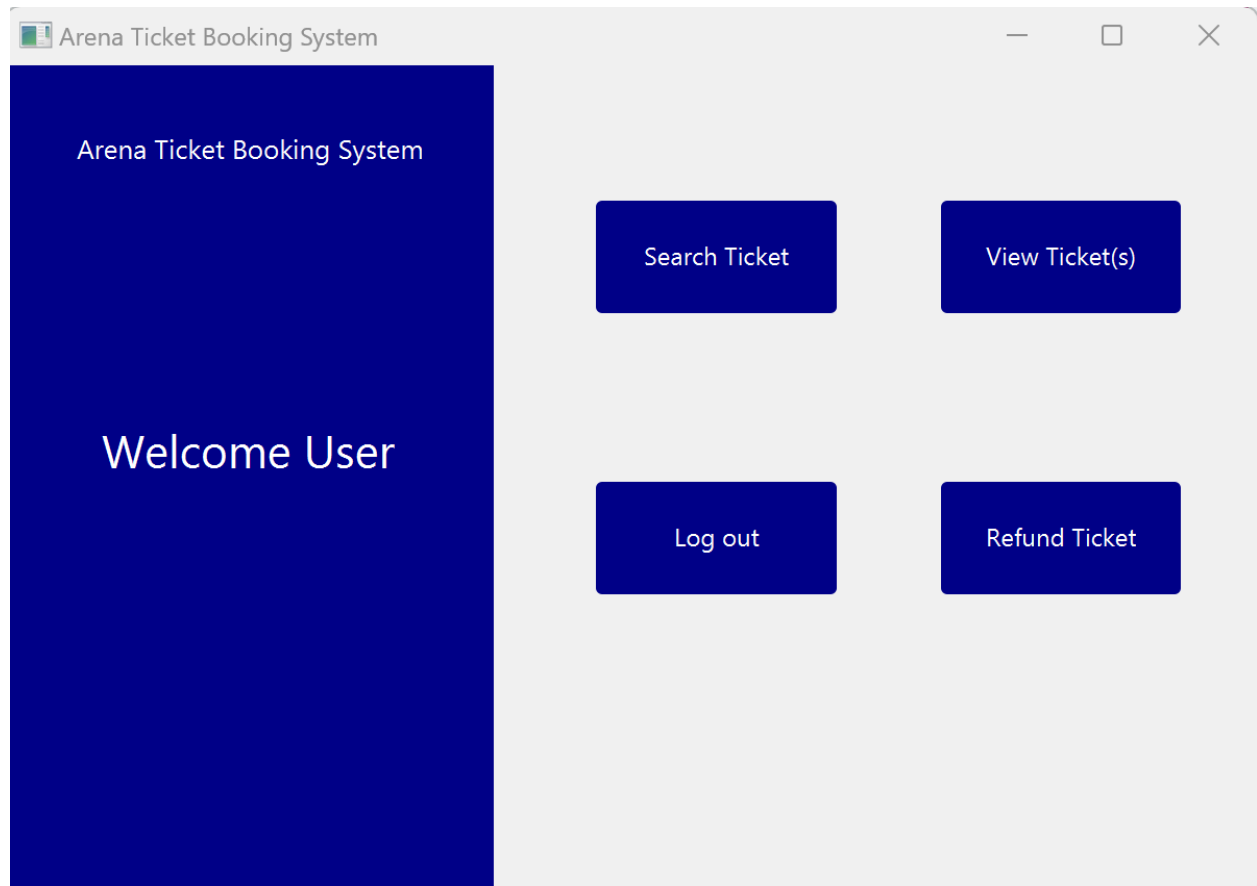 Arena Ticket Booking System
Arena Ticket Booking System
Welcome User
Search Ticket
View Ticket(s)
Log out
Refund Ticket